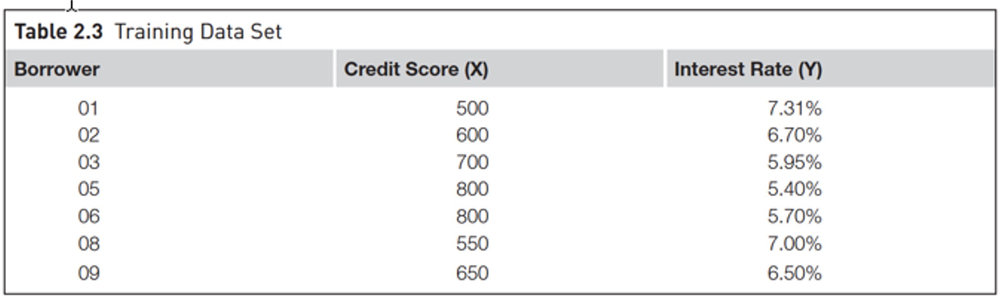 Table 2.3 Training Data Set
Borrower Credit Score (X) Interest Rate (Y)
01 500 7.31%
02 600 6.70%
03 700 5.95%
05 800 5.40%
06 800 5.70%
08 550 7.00%
09 650 6.50%